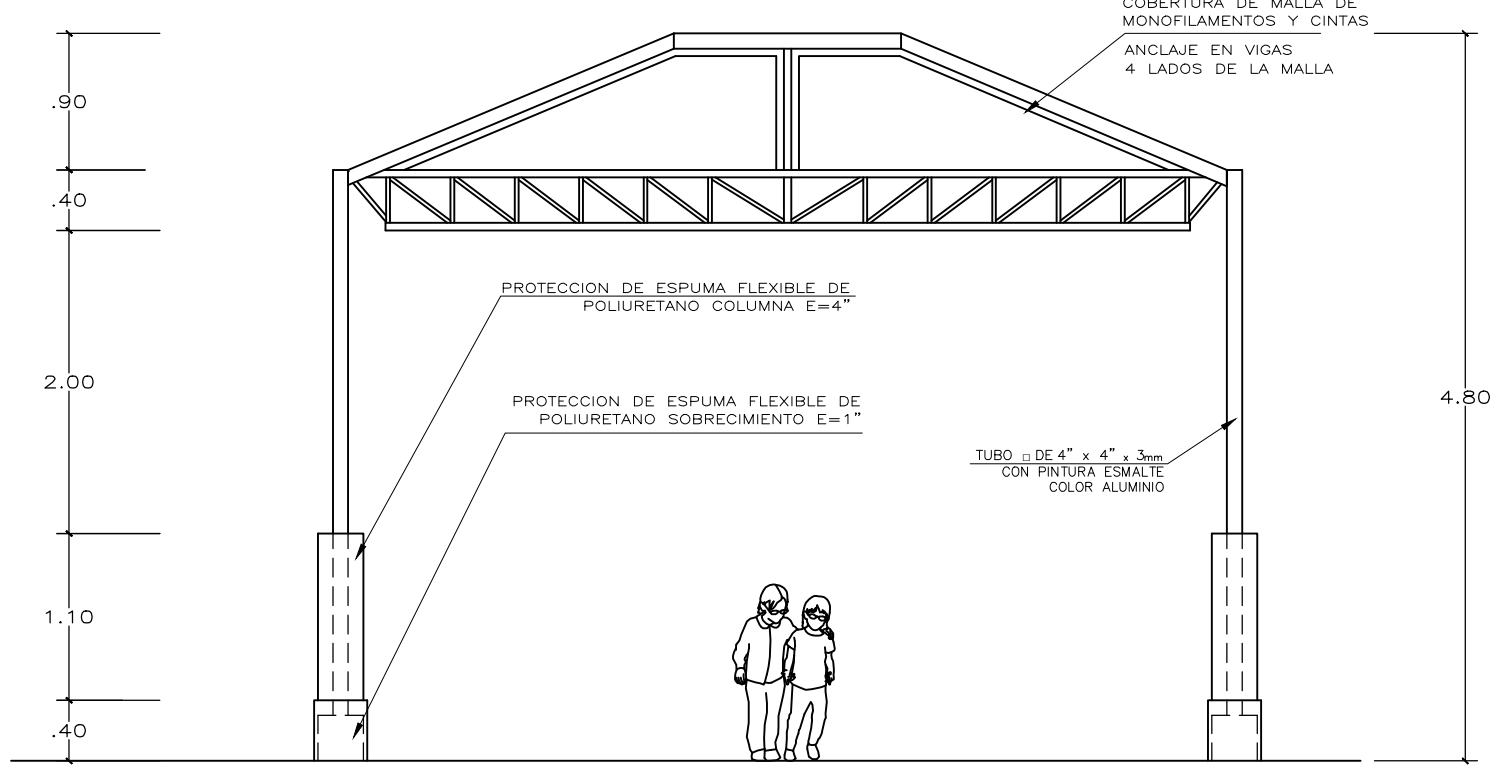 COBERTURA DE MALLA DE
MONOFILAMENTOS Y CINTAS
ANCLAJE EN VIGAS
4 LADOS DE LA MALLA
.90
.40
PROTECCION DE ESPUMA FLEXIBLE DE
POLIURETANO COLUMNA E=4"
2.00
4.80
PROTECCION DE ESPUMA FLEXIBLE DE
POLIURETANO SOBRECIMIENTO E=1"
TUBO □ DE 4" x 4" x 3mm
CON PINTURA ESMALTE
COLOR ALUMINIO
1.10
.40